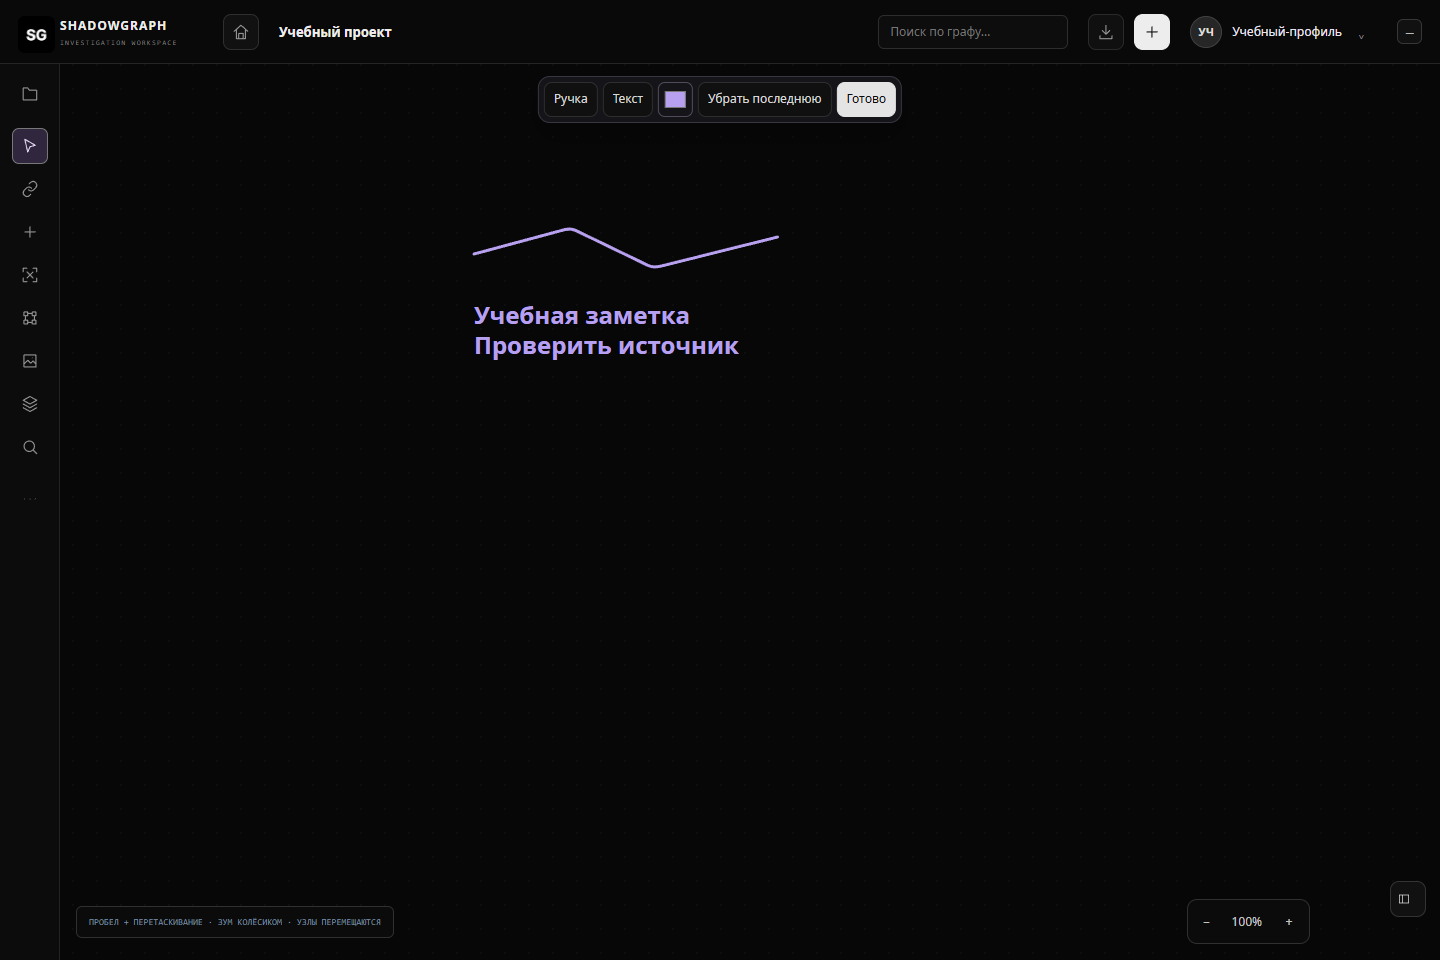 SG
SHADOWGRAPH
INVESTIGATION WORKSPACE
Учебный проект
Поиск по графу...
УЧ
Учебный-профиль
Ручка
Текст
Убрать последнюю
Готово
Учебная заметка
Проверить источник
ПРОБЕЛ + ПЕРЕТАСКИВАНИЕ · ЗУМ КОЛЁСИКОМ · УЗЛЫ ПЕРЕМЕЩАЮТСЯ
− 100% +